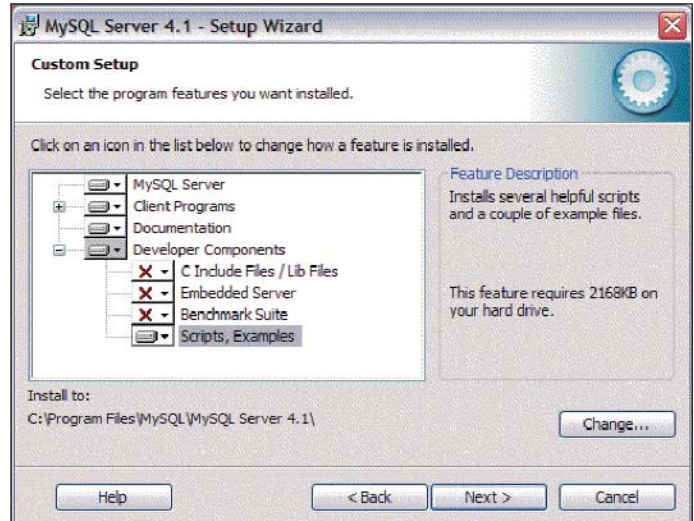 MySQL Server 4.1 - Setup Wizard
Custom Setup
Select the program features you want installed.
Click on an icon in the list below to change how a feature is installed.
MySQL Server
Client Programs
Documentation
Developer Components
C Include Files / Lib Files
Embedded Server
Benchmark Suite
Scripts, Examples
Feature Description
Installs several helpful scripts
and a couple of example files.
This feature requires 2168KB on
your hard drive.
Install to:
C:\Program Files\MySQL\MySQL Server 4.1\
Change...
Help
< Back
Next >
Cancel